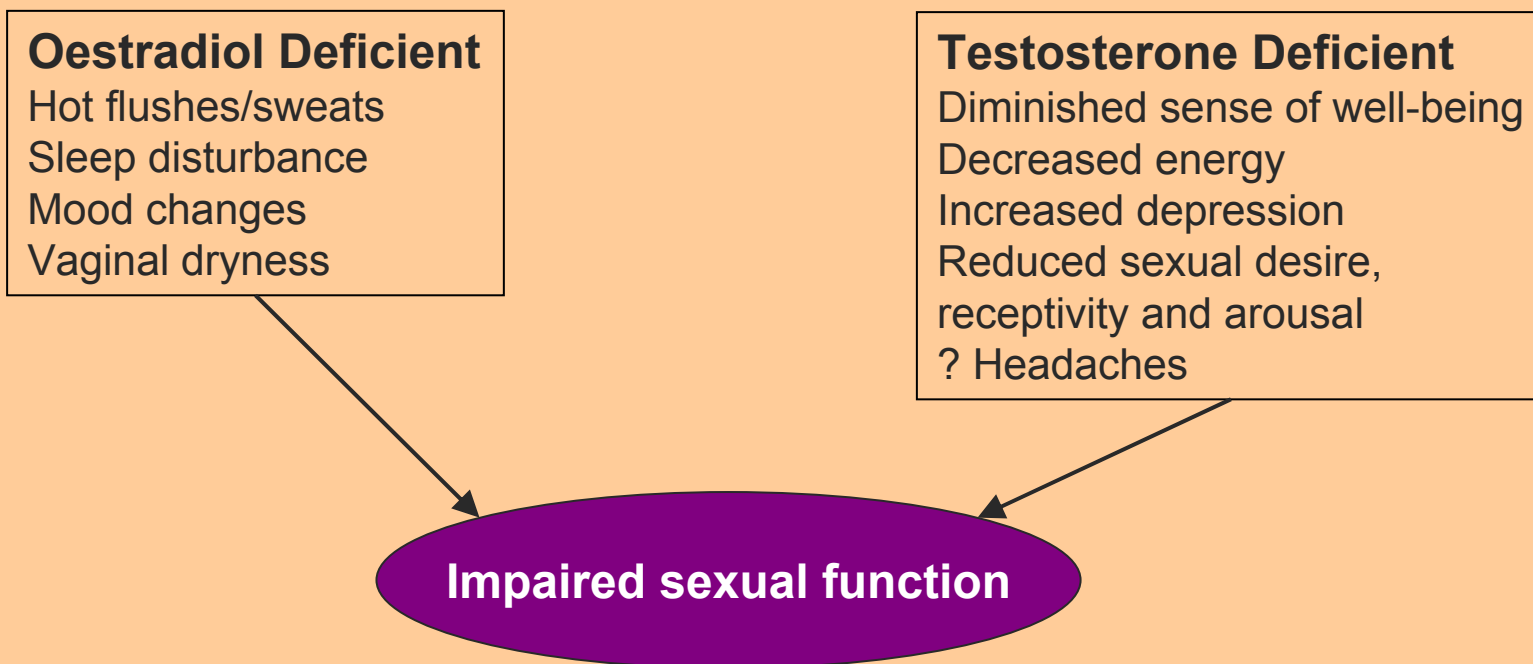 Oestradiol Deficient
Hot flushes/sweats
Sleep disturbance
Mood changes
Vaginal dryness
Testosterone Deficient
Diminished sense of well-being
Decreased energy
Increased depression
Reduced sexual desire,
receptivity and arousal
? Headaches
Impaired sexual function